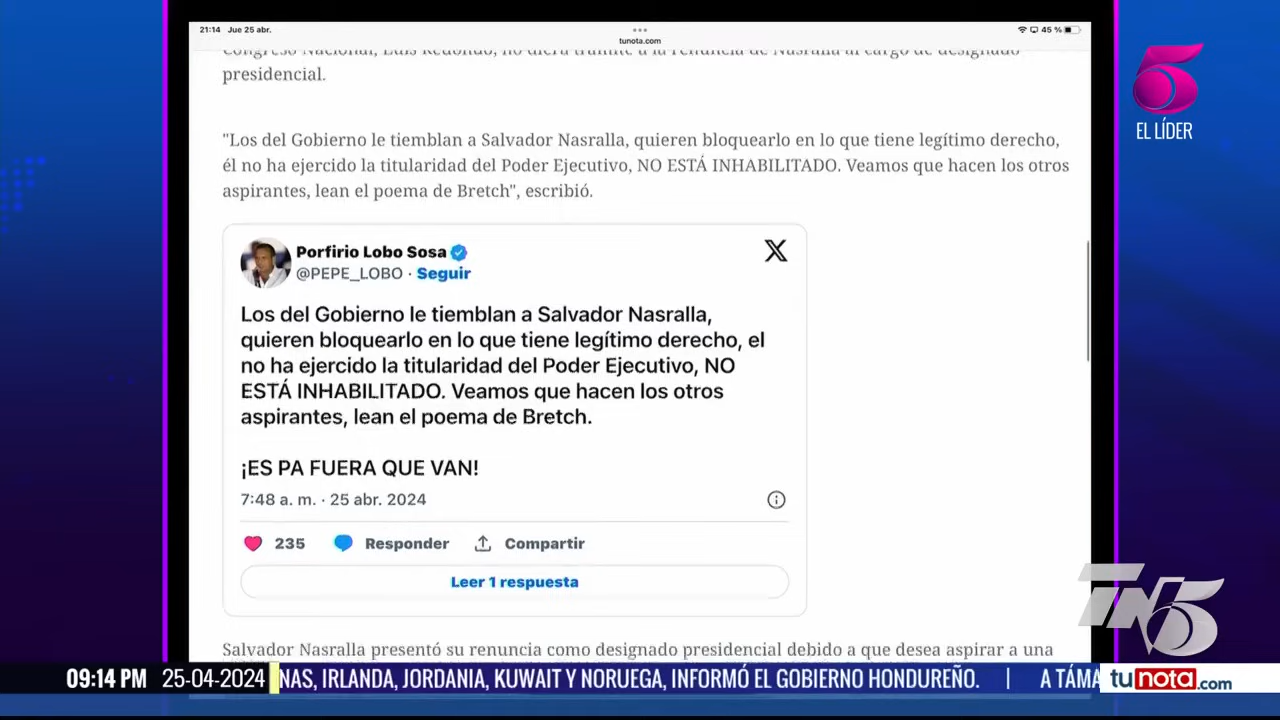 21:14 Jue 25 abr.
tunota.com
45 %
Congreso Nacional, Luis Redondo, no diera trámite a la renuncia de Nasralla al cargo de designado
presidencial.
"Los del Gobierno le tiemblan a Salvador Nasralla, quieren bloquearlo en lo que tiene legítimo derecho,
él no ha ejercido la titularidad del Poder Ejecutivo, NO ESTÁ INHABILITADO. Veamos que hacen los otros
aspirantes, lean el poema de Bretch", escribió.
Porfirio Lobo Sosa
@PEPE_LOBO · Seguir
X
Los del Gobierno le tiemblan a Salvador Nasralla,
quieren bloquearlo en lo que tiene legítimo derecho, el
no ha ejercido la titularidad del Poder Ejecutivo, NO
ESTÁ INHABILITADO. Veamos que hacen los otros
aspirantes, lean el poema de Bretch.
¡ES PA FUERA QUE VAN!
7:48 a. m. · 25 abr. 2024
235 Responder Compartir
Leer 1 respuesta
Salvador Nasralla presentó su renuncia como designado presidencial debido a que desea aspirar a una
5
EL LÍDER
TN5
09:14 PM 25-04-2024 NAS, IRLANDA, JORDANIA, KUWAIT Y NORUEGA, INFORMÓ EL GOBIERNO HONDUREÑO. | A TÁMA
tunota.com